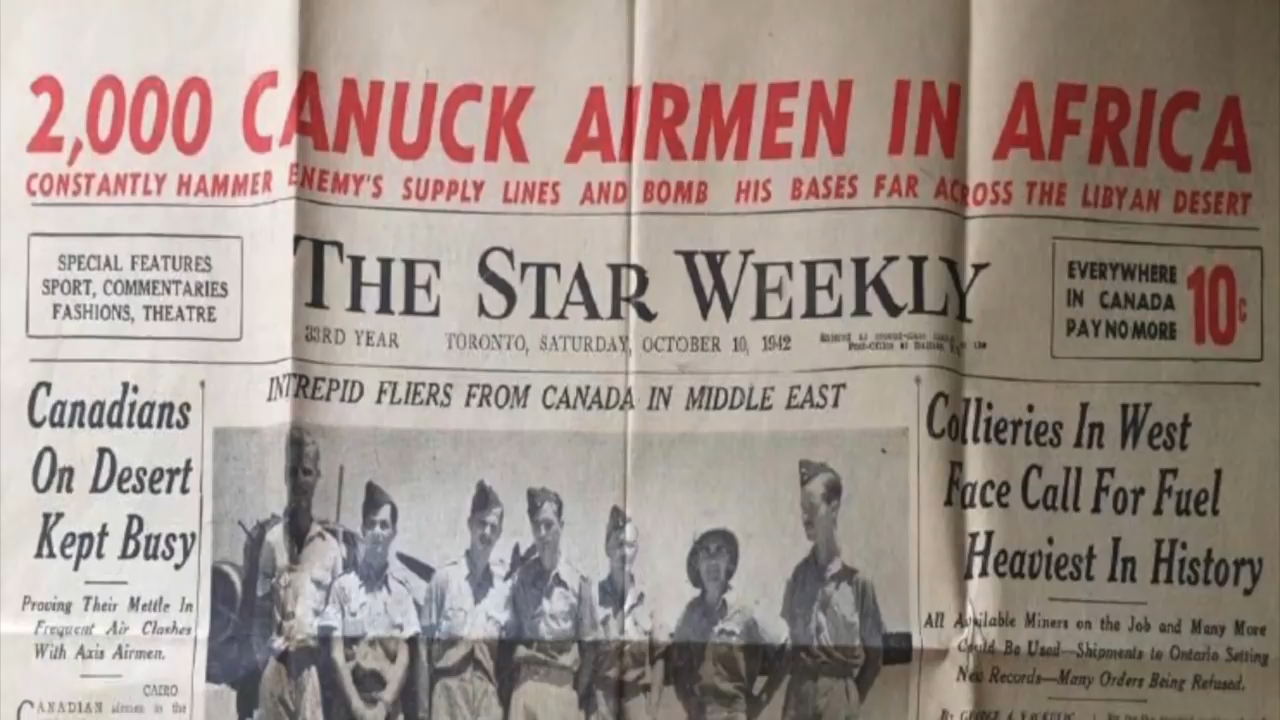 2,000 CANUCK AIRMEN IN AFRICA
CONSTANTLY HAMMER ENEMY'S SUPPLY LINES AND BOMB HIS BASES FAR ACROSS THE LIBYAN DESERT
SPECIAL FEATURES
SPORT, COMMENTARIES
FASHIONS, THEATRE
THE STAR WEEKLY
33RD YEAR TORONTO, SATURDAY, OCTOBER 10, 1942
EVERYWHERE
IN CANADA
PAY NO MORE
10c
Canadians
On Desert
Kept Busy
Proving Their Mettle In
Frequent Air Clashes
With Axis Airmen.
CAIRO
CANADIAN airmen in the
INTREPID FLIERS FROM CANADA IN MIDDLE EAST
Collieries In West
Face Call For Fuel
Heaviest In History
All Available Miners on the Job and Many More
Could Be Used—Shipments to Ontario Setting
New Records—Many Orders Being Refused.